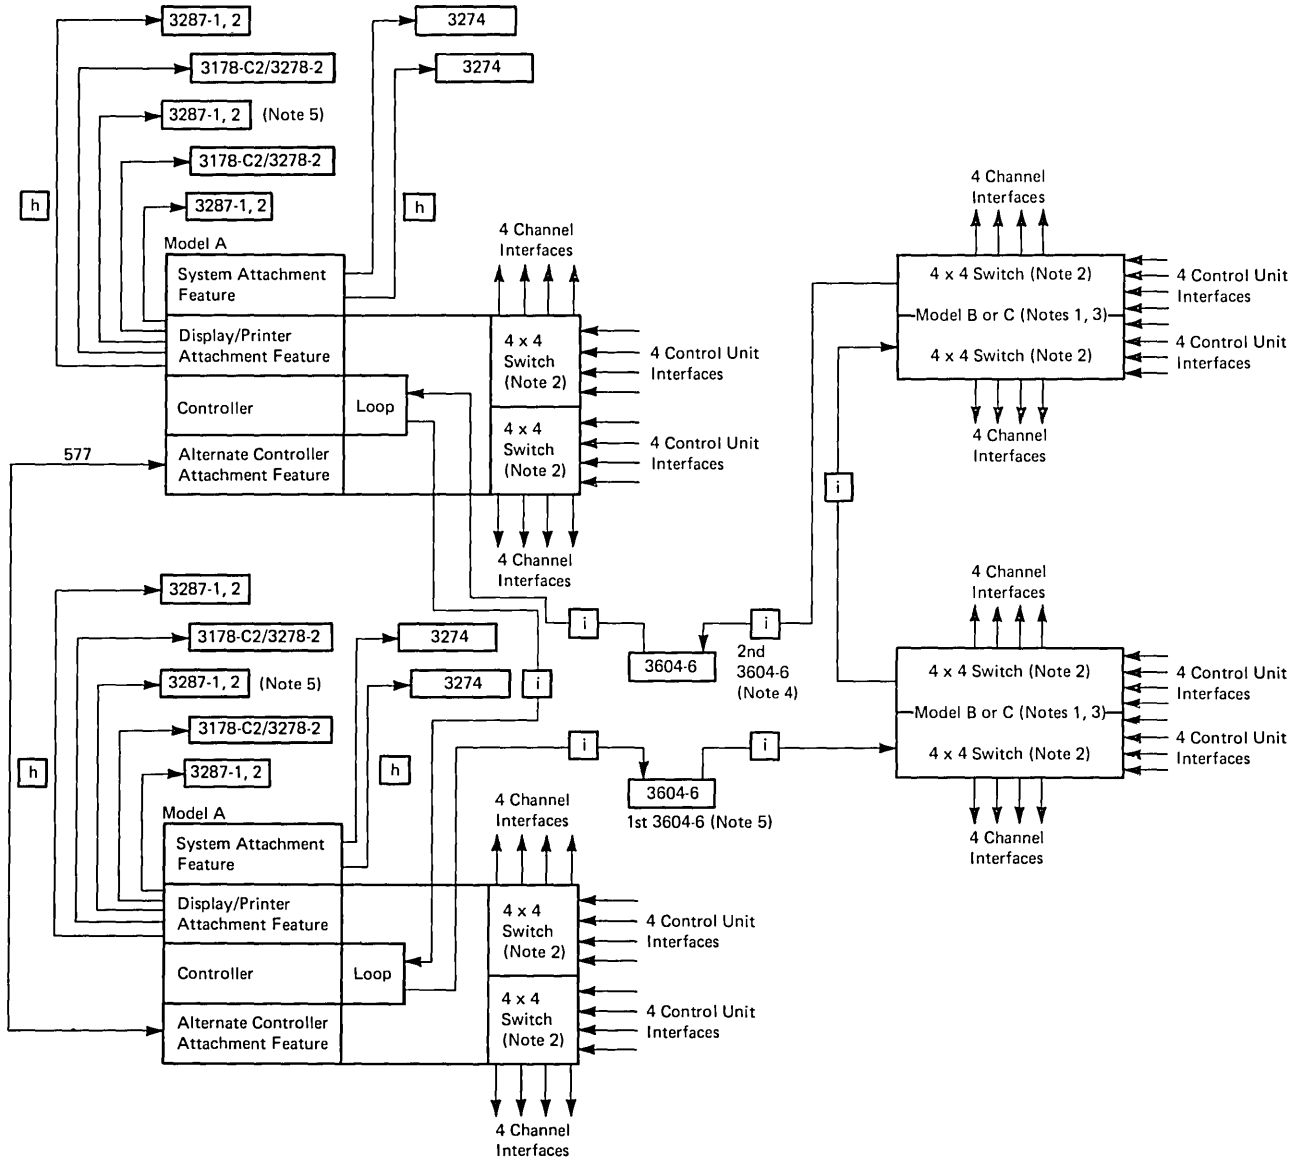 3287-1, 2
3274
3178-C2/3278-2
3274
3287-1, 2 (Note 5)
3178-C2/3278-2
h
3287-1, 2
h
Model A
System Attachment
Feature
Display/Printer
Attachment Feature
Controller
Loop
Alternate Controller
Attachment Feature
577
4 Channel
Interfaces
4 x 4
Switch
(Note 2)
4 Control Unit
Interfaces
4 x 4
Switch
(Note 2)
4 Control Unit
Interfaces
4 Channel
Interfaces
4 Channel
Interfaces
4 x 4 Switch (Note 2)
Model B or C (Notes 1, 3)
4 x 4 Switch (Note 2)
4 Control Unit
Interfaces
4 Control Unit
Interfaces
4 Channel
Interfaces
i
3287-1, 2
3178-C2/3278-2
3274
3287-1, 2 (Note 5)
3274
i
3178-C2/3278-2
h
3287-1, 2
h
i
3604-6
i
2nd
3604-6
(Note 4)
i
3604-6
1st 3604-6 (Note 5)
i
4 Channel
Interfaces
4 x 4 Switch (Note 2)
Model B or C (Notes 1, 3)
4 x 4 Switch (Note 2)
4 Control Unit
Interfaces
4 Control Unit
Interfaces
4 Channel
Interfaces
Model A
System Attachment
Feature
Display/Printer
Attachment Feature
Controller
Loop
Alternate Controller
Attachment Feature
4 Channel
Interfaces
4 x 4
Switch
(Note 2)
4 Control Unit
Interfaces
4 x 4
Switch
(Note 2)
4 Control Unit
Interfaces
4 Channel
Interfaces